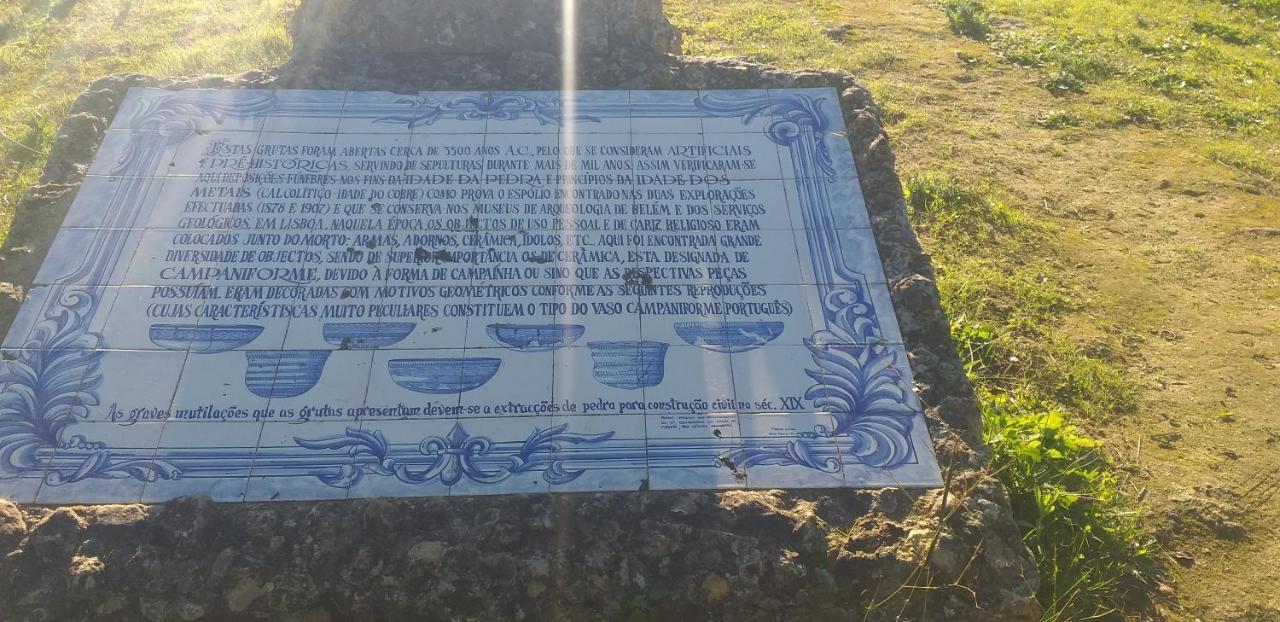 ESTAS GRUTAS FORAM ABERTAS CERCA DE 3500 ANOS A.C., PELO QUE SE CONSIDERAM ARTIFICIAIS
PRÉ-HISTÓRICAS, SERVINDO DE SEPULTURAS DURANTE MAIS DE MIL ANOS. ASSIM VERIFICARAM-SE
AQUI DEPOSIÇÕES FÚNEBRES NOS FINS DA IDADE DA PEDRA E PRINCÍPIOS DA IDADE DOS
METAIS (CALCOLÍTICO-IDADE DO COBRE) COMO PROVA O ESPÓLIO ENCONTRADO NAS DUAS EXPLORAÇÕES
EFECTUADAS (1878 E 1907) E QUE SE CONSERVA NOS MUSEUS DE ARQUEOLOGIA DE BELÉM E DOS SERVIÇOS
GEOLÓGICOS, EM LISBOA. NAQUELA ÉPOCA OS OBJECTOS DE USO PESSOAL E DE CARIZ RELIGIOSO ERAM
COLOCADOS JUNTO DO MORTO: ARMAS, ADORNOS, CERÂMICA, ÍDOLOS, ETC.. AQUI FOI ENCONTRADA GRANDE
DIVERSIDADE DE OBJECTOS, SENDO DE SUPERIOR IMPORTÂNCIA OS DE CERÂMICA, ESTA DESIGNADA DE
CAMPANIFORME, DEVIDO À FORMA DE CAMPAÍNHA OU SINO QUE AS RESPECTIVAS PEÇAS
POSSUÍAM. ERAM DECORADAS COM MOTIVOS GEOMÉTRICOS CONFORME AS SEGUINTES REPRODUÇÕES
(CUJAS CARACTERÍSTISCAS MUITO PECULIARES CONSTITUEM O TIPO DO VASO CAMPANIFORME PORTUGUÊS)
As graves mutilações que as grutas apresentam devem-se a extracções de pedra para construção civil no séc. XIX